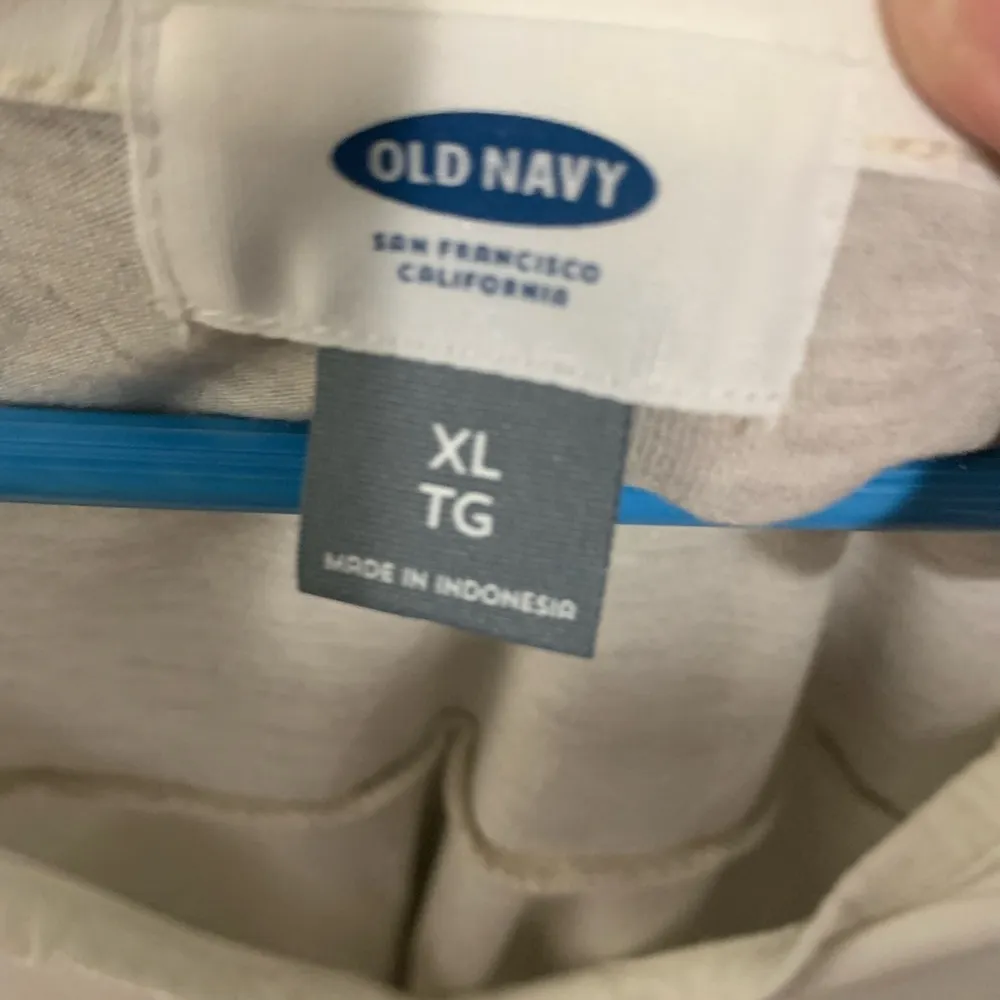 OLD NAVY
SAN FRANCISCO
CALIFORNIA
XL
TG
MADE IN INDONESIA